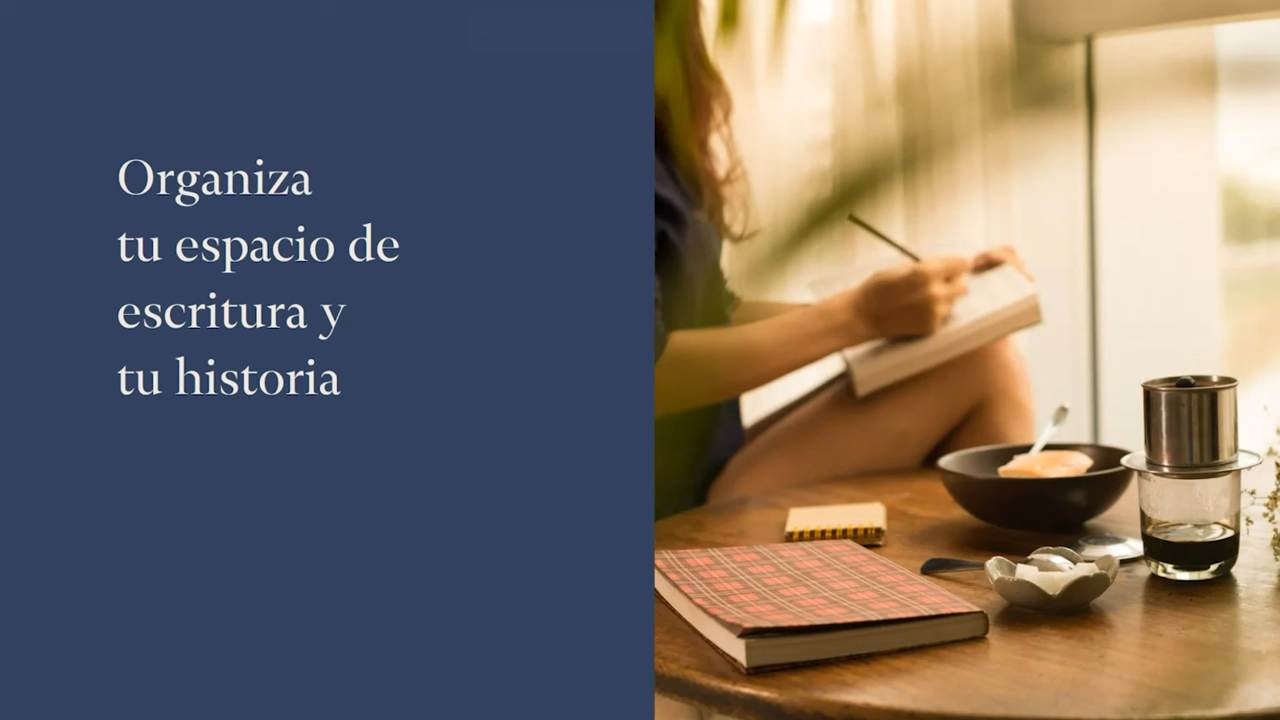 Organiza
tu espacio de
escritura y
tu historia